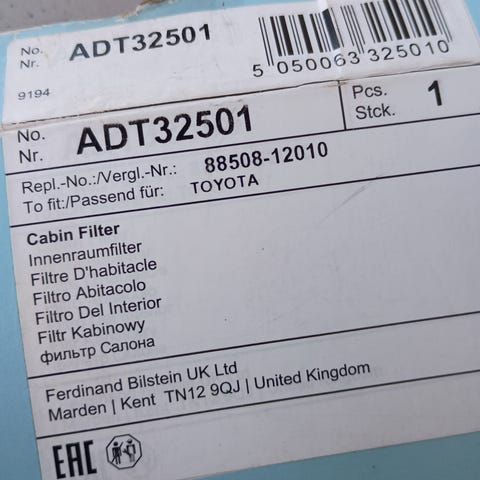 No.
Nr. ADT32501
5 050063 325010
9194
No.
Nr. ADT32501
Pcs.
Stck. 1
Repl.-No.:/Vergl.-Nr.: 88508-12010
To fit:/Passend für: TOYOTA
Cabin Filter
Innenraumfilter
Filtre D'habitacle
Filtro Abitacolo
Filtro Del Interior
Filtr Kabinowy
фильтр Салона
Ferdinand Bilstein UK Ltd
Marden | Kent TN12 9QJ | United Kingdom
EAC